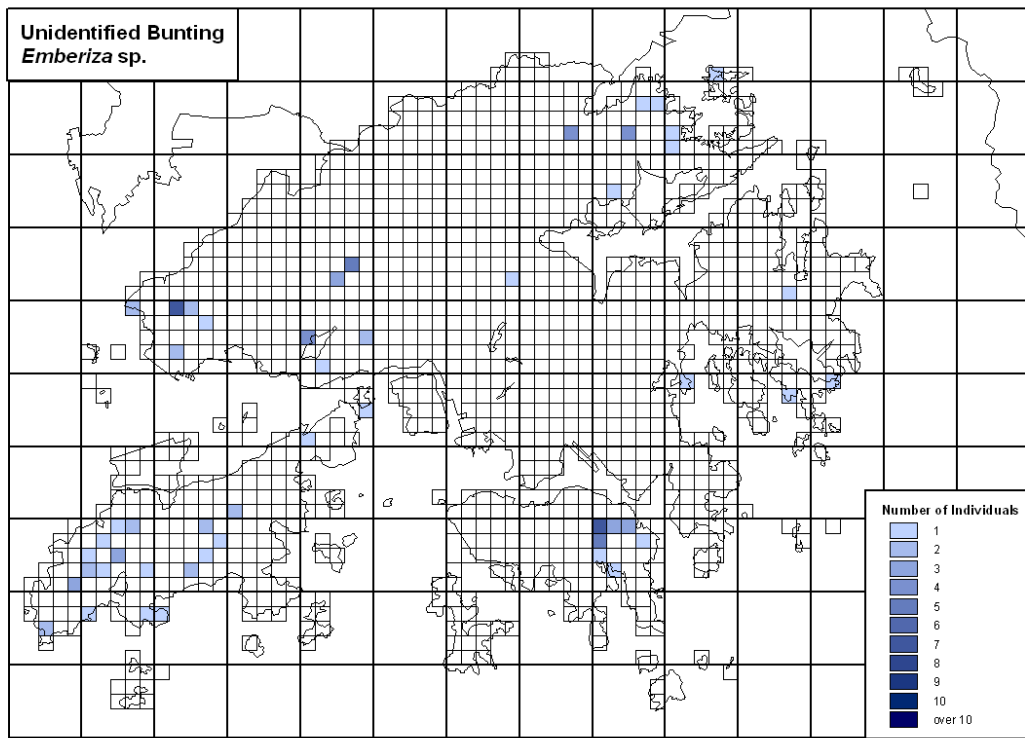 Unidentified Bunting
Emberiza sp.
Number of Individuals
1
2
3
4
5
6
7
8
9
10
over 10